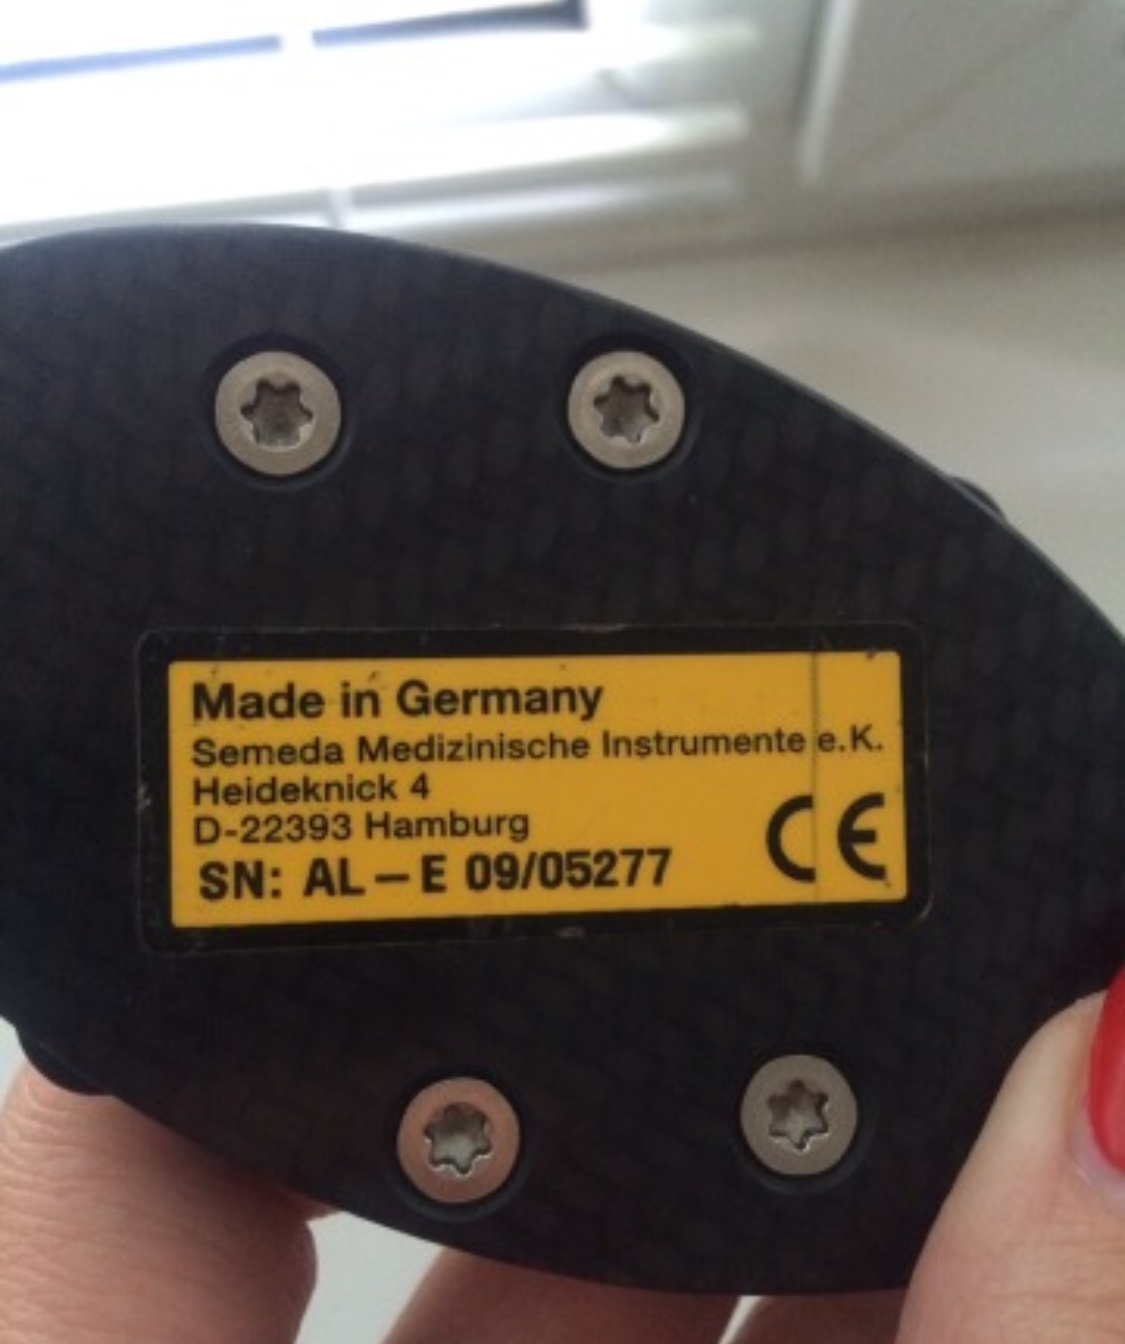 Made in Germany
Semeda Medizinische Instrumente e.K.
Heideknick 4
D-22393 Hamburg
SN: AL–E 09/05277
CE